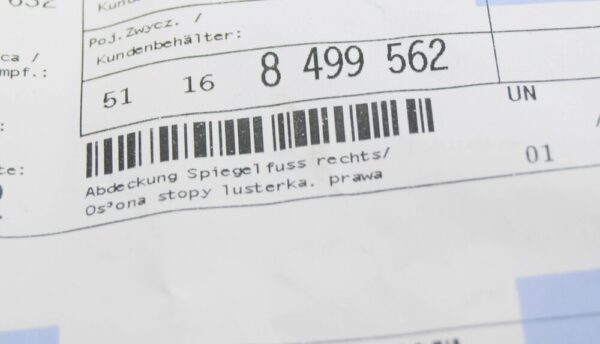 Poj.Zwycz. /
Kundenbehälter:
ca /
mpf.:
51 16 8 499 562
UN
te:
Abdeckung Spiegelfuss rechts/
Os³ona stopy lusterka. prawa
01